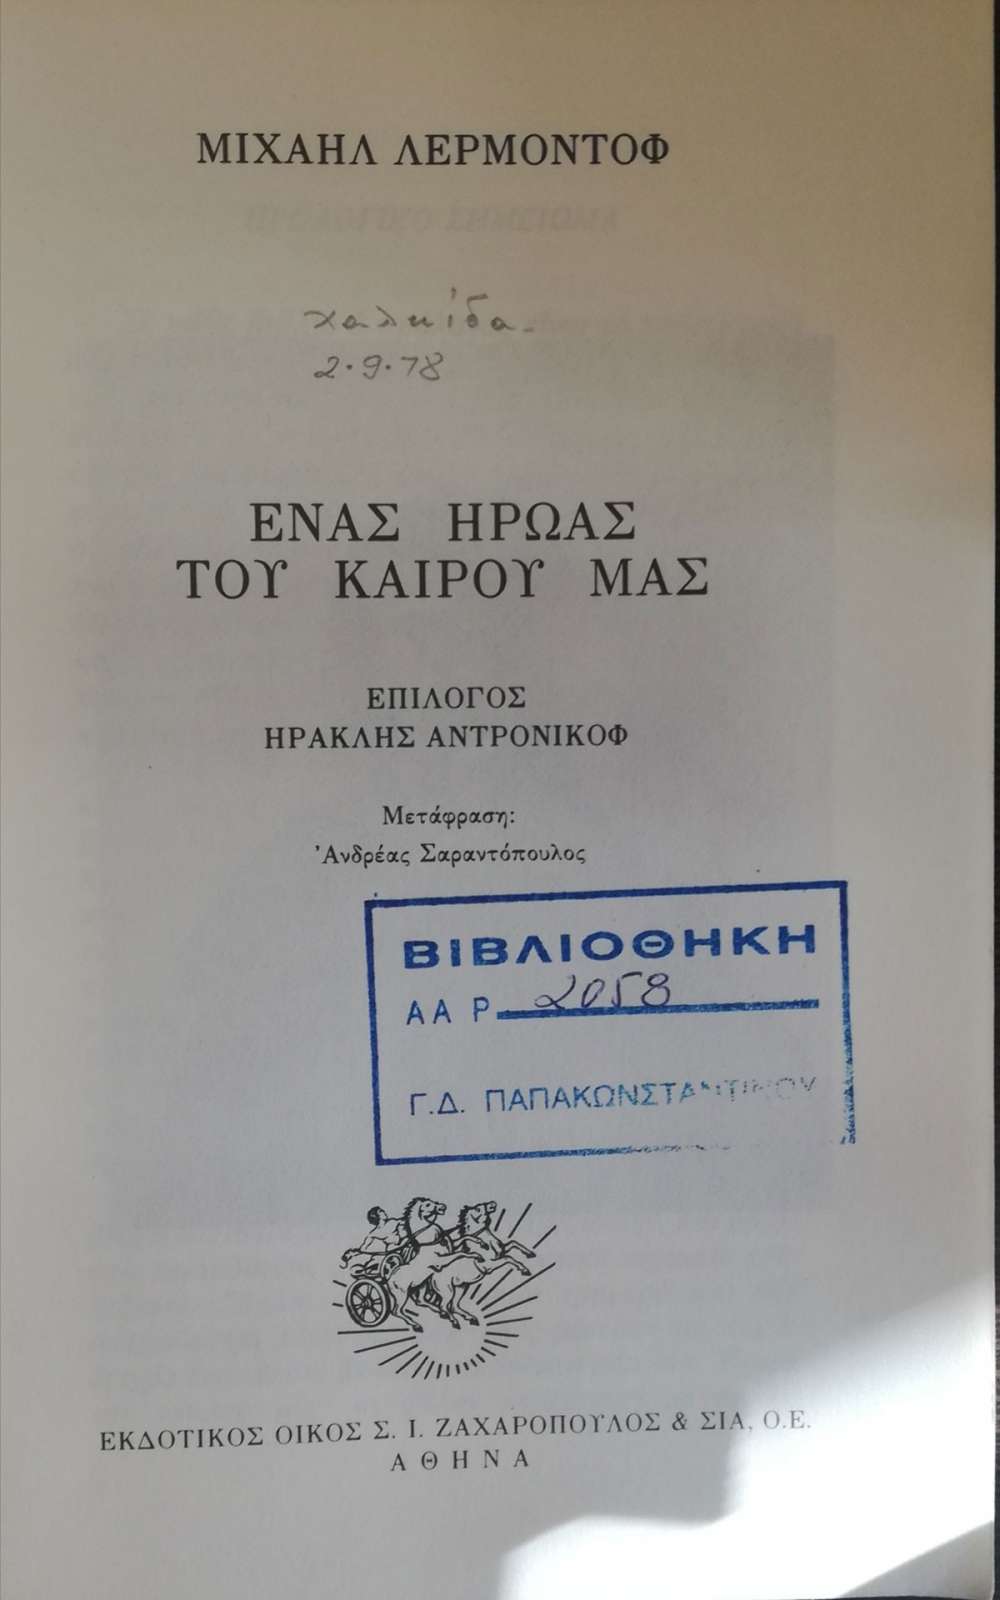 ΜΙΧΑΗΛ ΛΕΡΜΟΝΤΟΦ
Χαλκίδα
2.9.78
ΕΝΑΣ ΗΡΩΑΣ
ΤΟΥ ΚΑΙΡΟΥ ΜΑΣ
ΕΠΙΛΟΓΟΣ
ΗΡΑΚΛΗΣ ΑΝΤΡΟΝΙΚΟΦ
Μετάφραση:
Ἀνδρέας Σαραντόπουλος
ΒΙΒΛΙΟΘΗΚΗ
ΑΑ Ρ 2058
Γ.Δ. ΠΑΠΑΚΩΝΣΤΑΝΤΙΝΟΥ
ΕΚΔΟΤΙΚΟΣ ΟΙΚΟΣ Σ. Ι. ΖΑΧΑΡΟΠΟΥΛΟΣ & ΣΙΑ, Ο.Ε.
ΑΘΗΝΑ